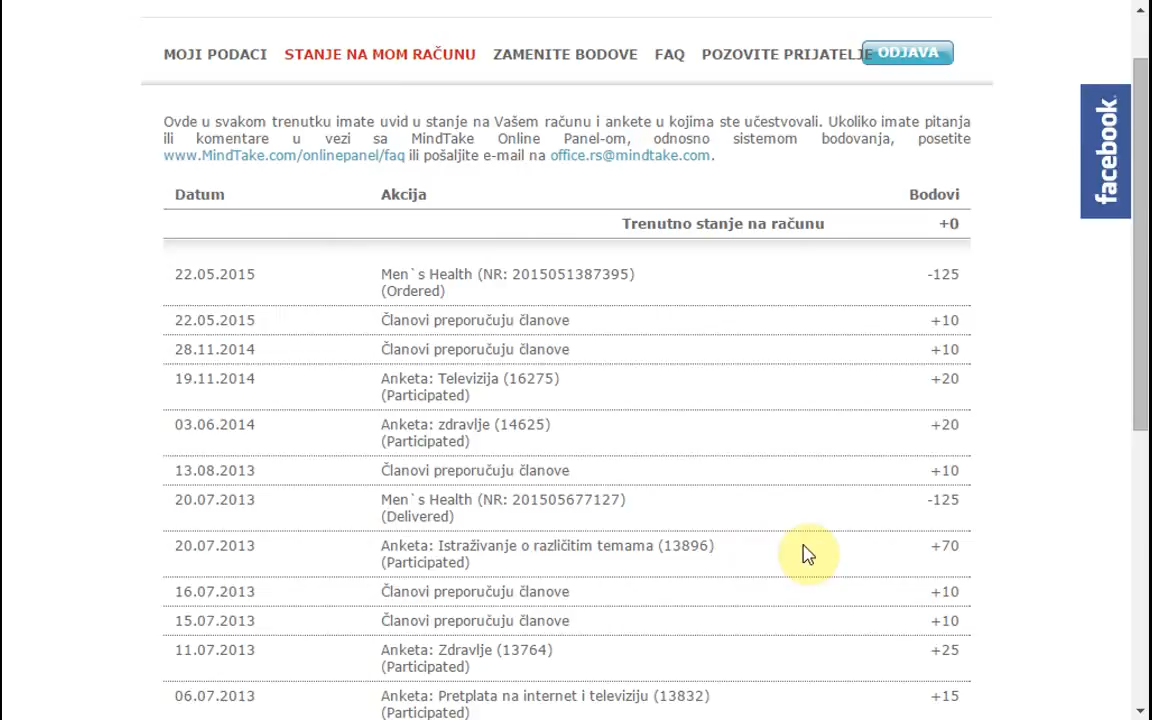 MOJI PODACI STANJE NA MOM RAČUNU ZAMENITE BODOVE FAQ POZOVITE PRIJATELJE ODJAVA
facebook
Ovde u svakom trenutku imate uvid u stanje na Vašem računu i ankete u kojima ste učestvovali. Ukoliko imate pitanja
ili komentare u vezi sa MindTake Online Panel-om, odnosno sistemom bodovanja, posetite
www.MindTake.com/onlinepanel/faq ili pošaljite e-mail na office.rs@mindtake.com.
Datum Akcija Bodovi
Trenutno stanje na računu +0
22.05.2015 Men`s Health (NR: 2015051387395) -125
(Ordered)
22.05.2015 Članovi preporučuju članove +10
28.11.2014 Članovi preporučuju članove +10
19.11.2014 Anketa: Televizija (16275) +20
(Participated)
03.06.2014 Anketa: zdravlje (14625) +20
(Participated)
13.08.2013 Članovi preporučuju članove +10
20.07.2013 Men`s Health (NR: 201505677127) -125
(Delivered)
20.07.2013 Anketa: Istraživanje o različitim temama (13896) +70
(Participated)
16.07.2013 Članovi preporučuju članove +10
15.07.2013 Članovi preporučuju članove +10
11.07.2013 Anketa: Zdravlje (13764) +25
(Participated)
06.07.2013 Anketa: Pretplata na internet i televiziju (13832) +15
(Participated)